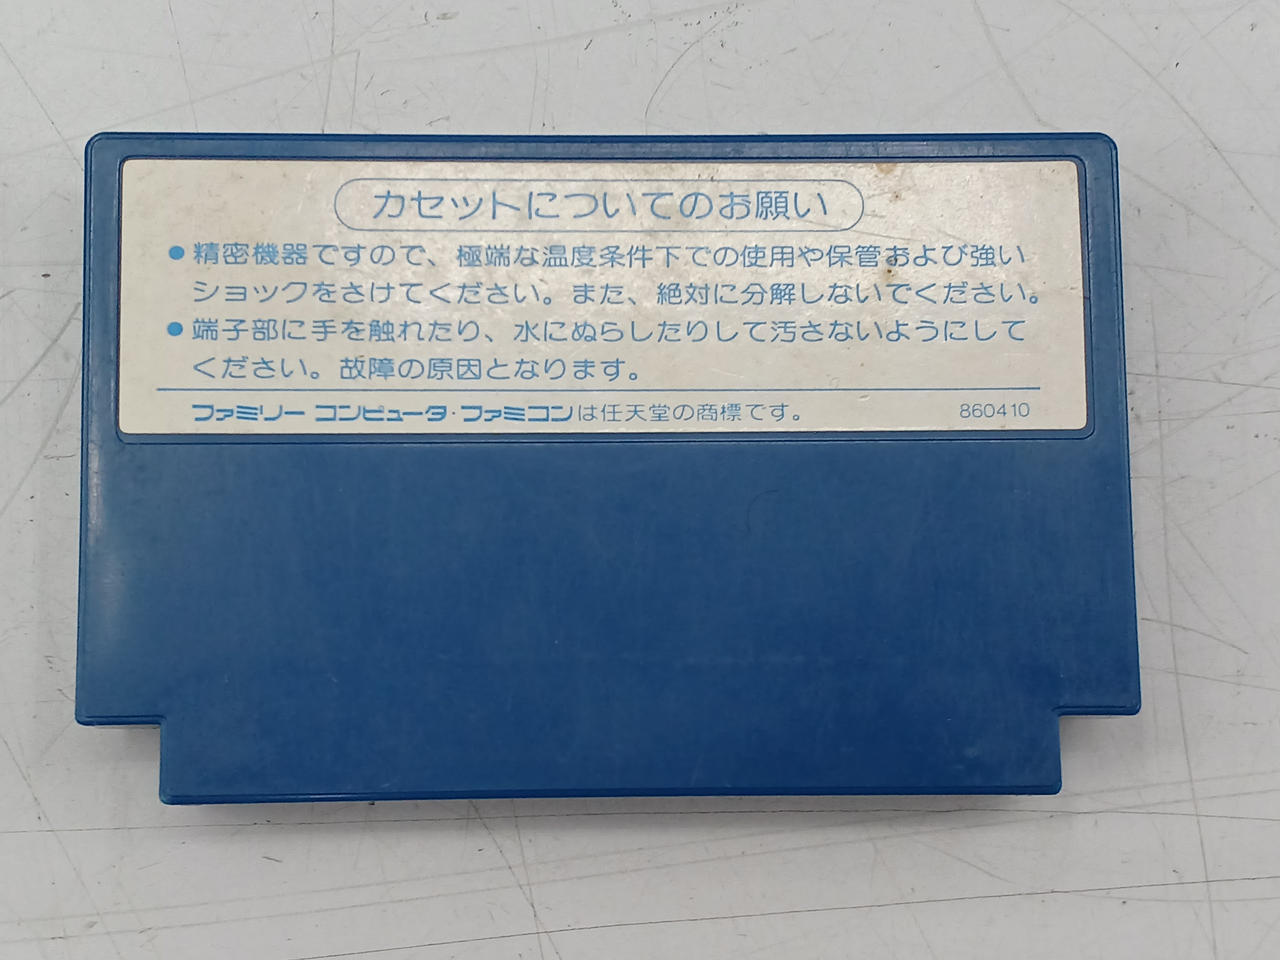 カセットについてのお願い
●精密機器ですので、極端な温度条件下での使用や保管および強い
ショックをさけてください。また、絶対に分解しないでください。
●端子部に手を触れたり、水にぬらしたりして汚さないようにして
ください。故障の原因となります。
ファミリー コンピュータ・ファミコンは任天堂の商標です。 860410